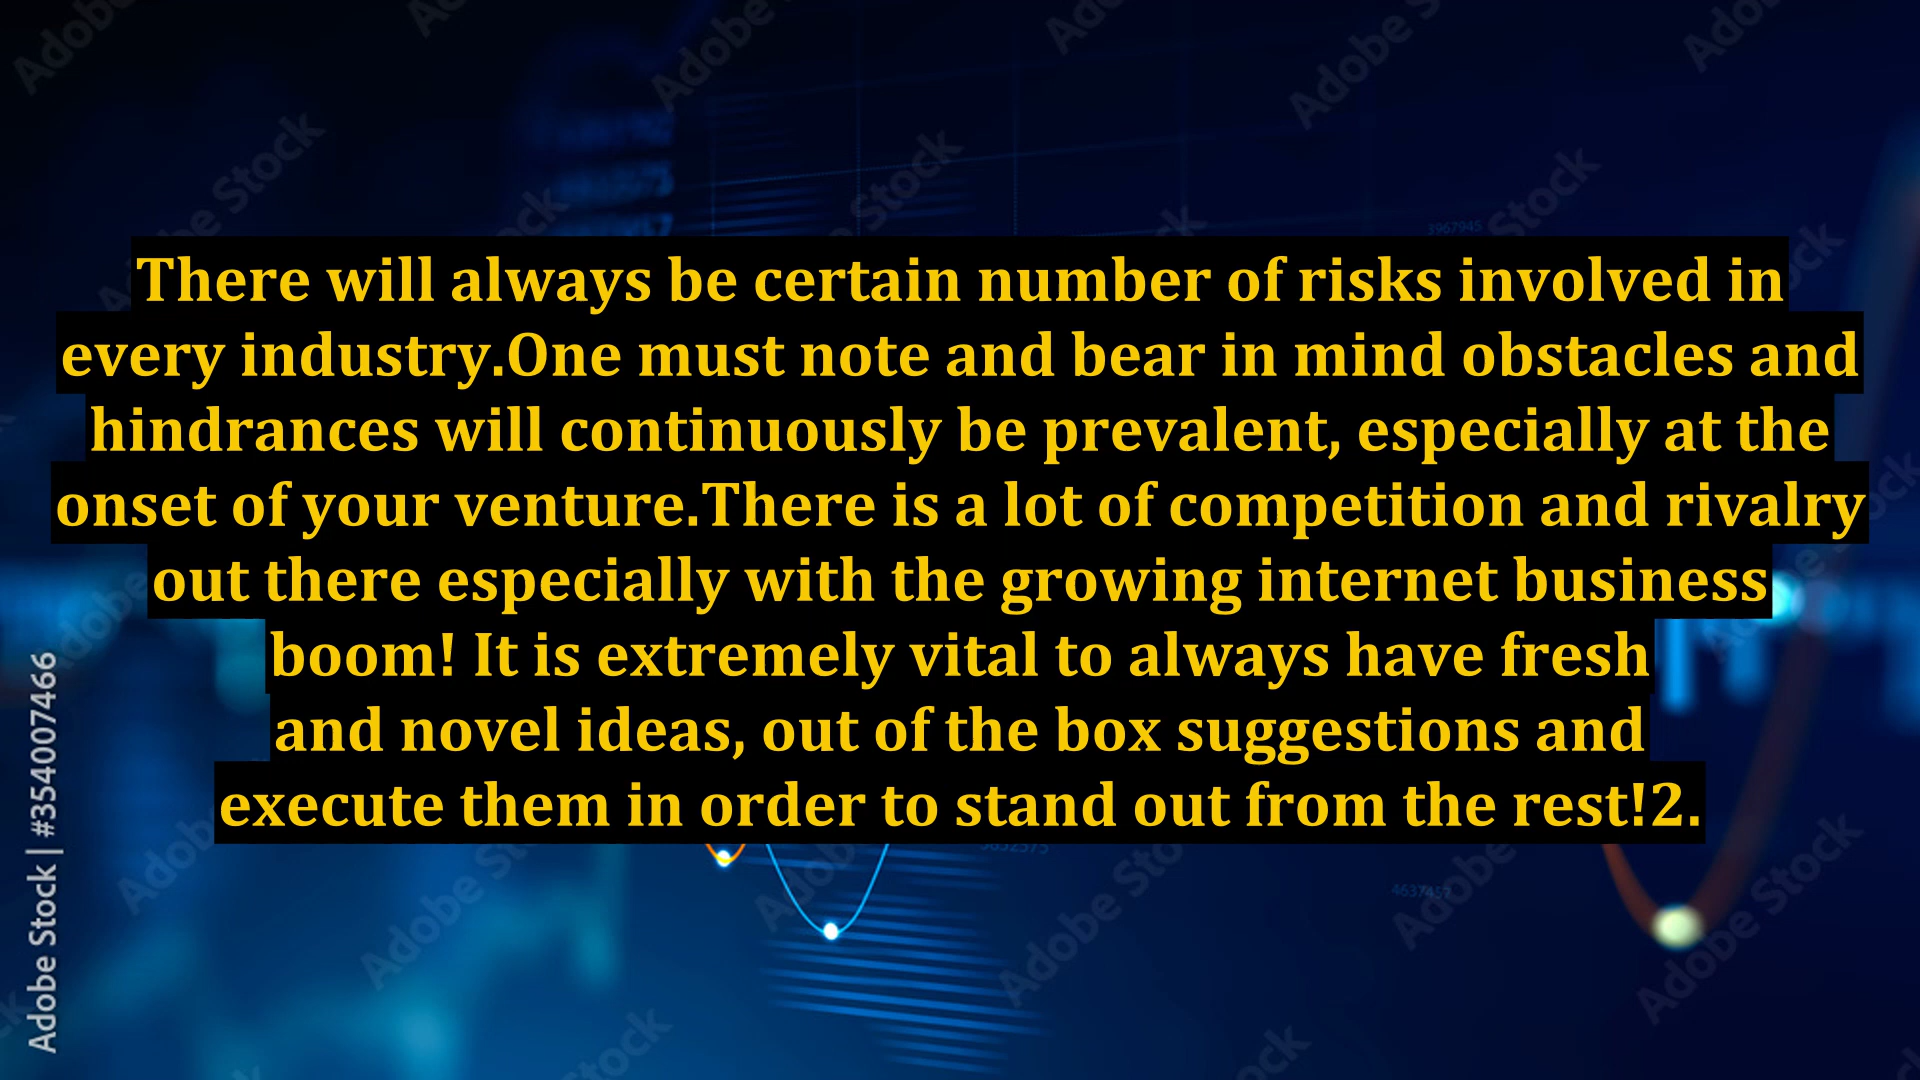 There will always be certain number of risks involved in
every industry.One must note and bear in mind obstacles and
hindrances will continuously be prevalent, especially at the
onset of your venture.There is a lot of competition and rivalry
out there especially with the growing internet business
boom! It is extremely vital to always have fresh
and novel ideas, out of the box suggestions and
execute them in order to stand out from the rest!2.
Adobe Stock | #354007466
Adobe Stock
3967945
4637457